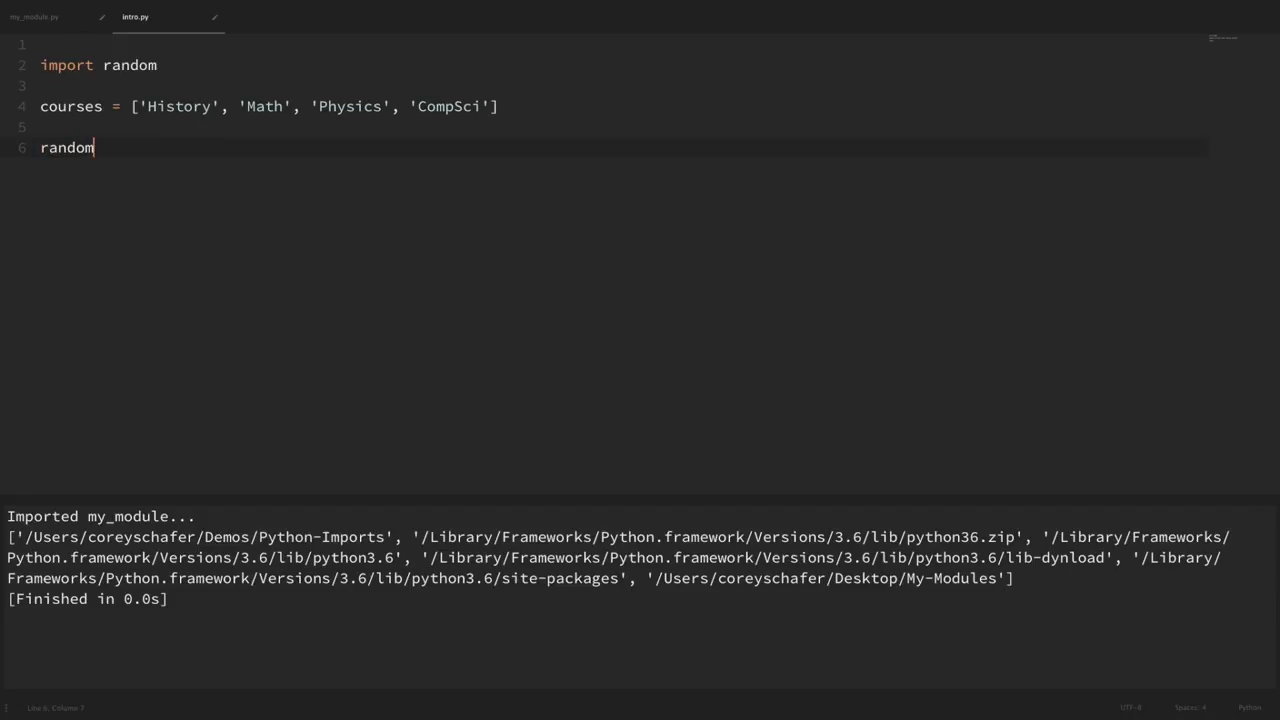 my_module.py intro.py
1
2 import random
3
4 courses = ['History', 'Math', 'Physics', 'CompSci']
5
6 random
Imported my_module...
['/Users/coreyschafer/Demos/Python-Imports', '/Library/Frameworks/Python.framework/Versions/3.6/lib/python36.zip', '/Library/Frameworks/
Python.framework/Versions/3.6/lib/python3.6', '/Library/Frameworks/Python.framework/Versions/3.6/lib/python3.6/lib-dynload', '/Library/
Frameworks/Python.framework/Versions/3.6/lib/python3.6/site-packages', '/Users/coreyschafer/Desktop/My-Modules']
[Finished in 0.0s]
Line 6, Column 7 UTF-8 Spaces: 4 Python